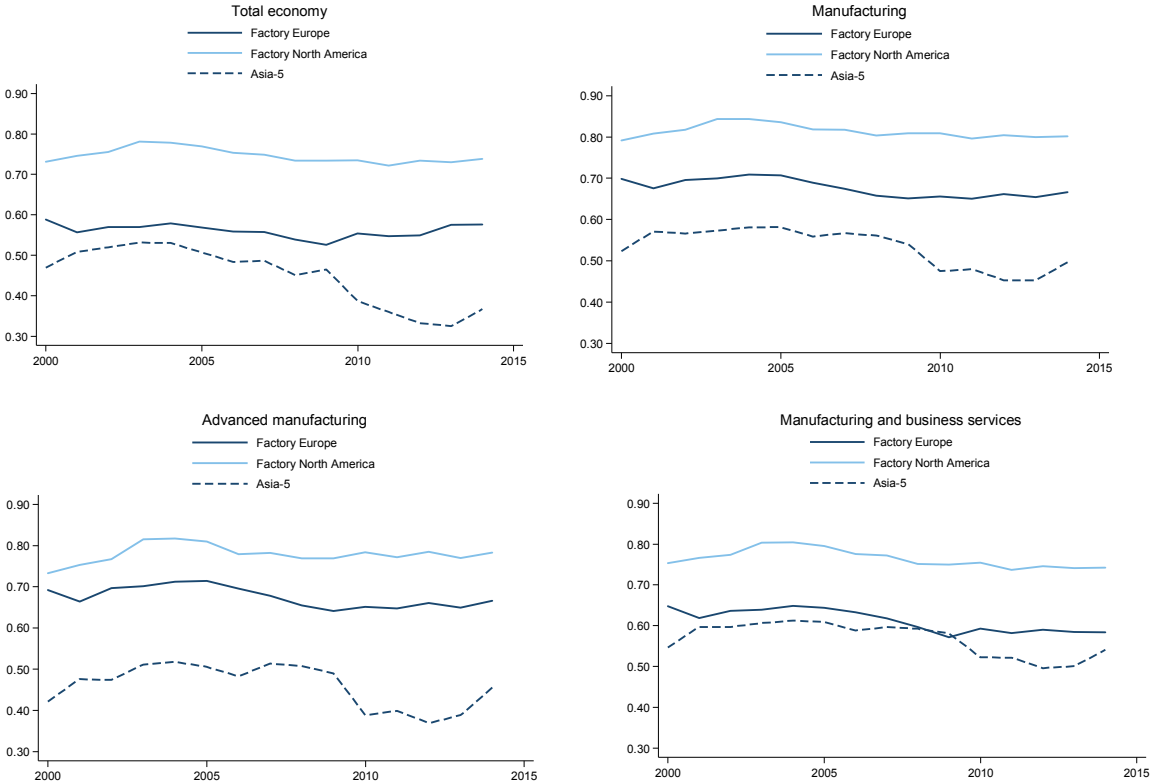 Total economy
Factory Europe
Factory North America
Asia-5
0.90
0.80
0.70
0.60
0.50
0.40
0.30
2000
2005
2010
2015
Manufacturing
Factory Europe
Factory North America
Asia-5
0.90
0.80
0.70
0.60
0.50
0.40
0.30
2000
2005
2010
2015
Advanced manufacturing
Factory Europe
Factory North America
Asia-5
0.90
0.80
0.70
0.60
0.50
0.40
0.30
2000
2005
2010
2015
Manufacturing and business services
Factory Europe
Factory North America
Asia-5
0.90
0.80
0.70
0.60
0.50
0.40
0.30
2000
2005
2010
2015